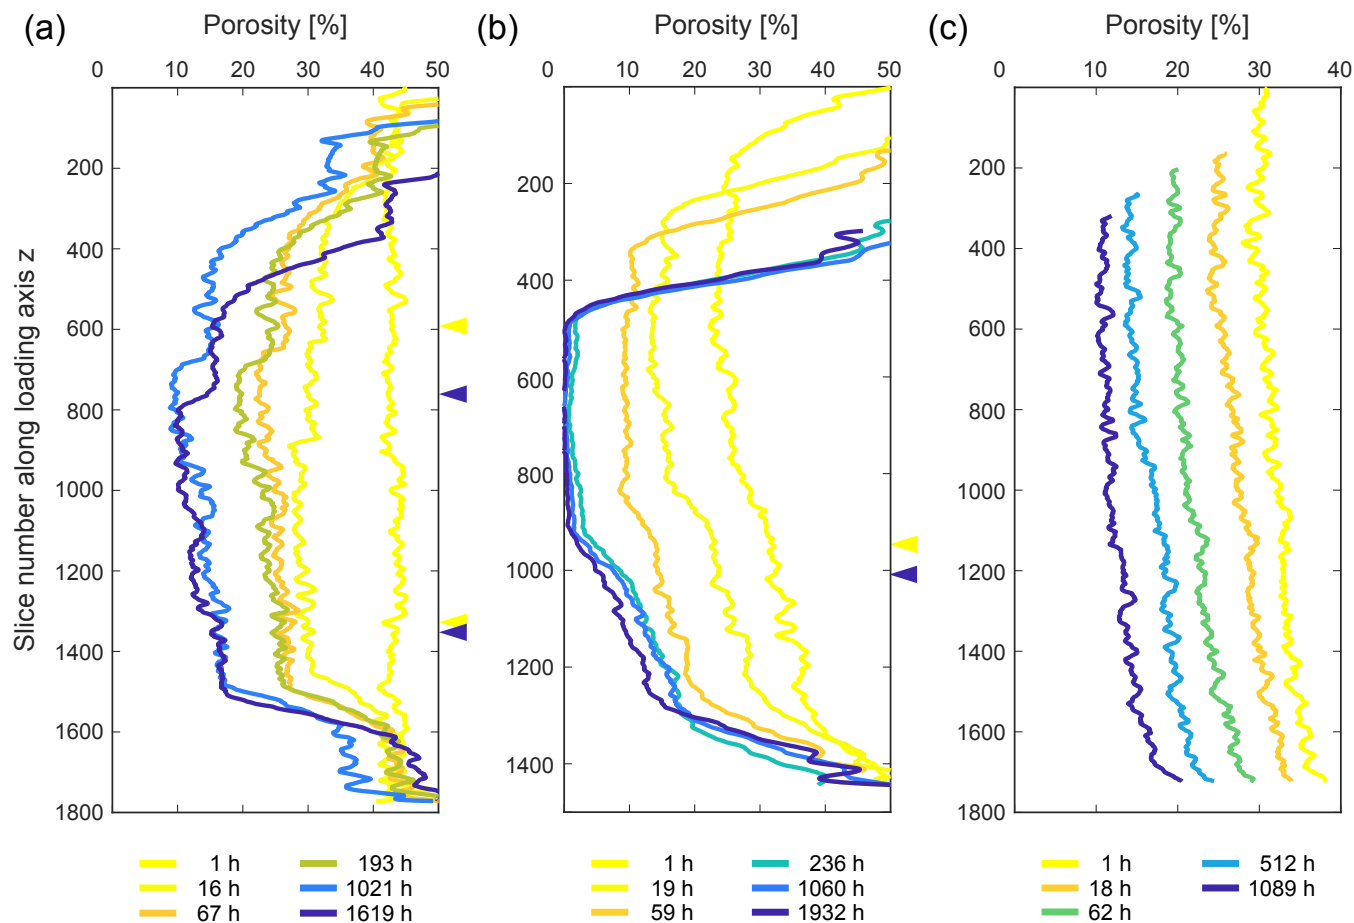 (a) Porosity [%] (b) Porosity [%] (c) Porosity [%]
0 10 20 30 40 50 0 10 20 30 40 50 0 10 20 30 40
Slice number along loading axis z
200
400
600
800
1000
1200
1400
1600
1800
200
400
600
800
1000
1200
1400
200
400
600
800
1000
1200
1400
1600
1800
1 h 193 h
16 h 1021 h
67 h 1619 h
1 h 236 h
19 h 1060 h
59 h 1932 h
1 h 512 h
18 h 1089 h
62 h